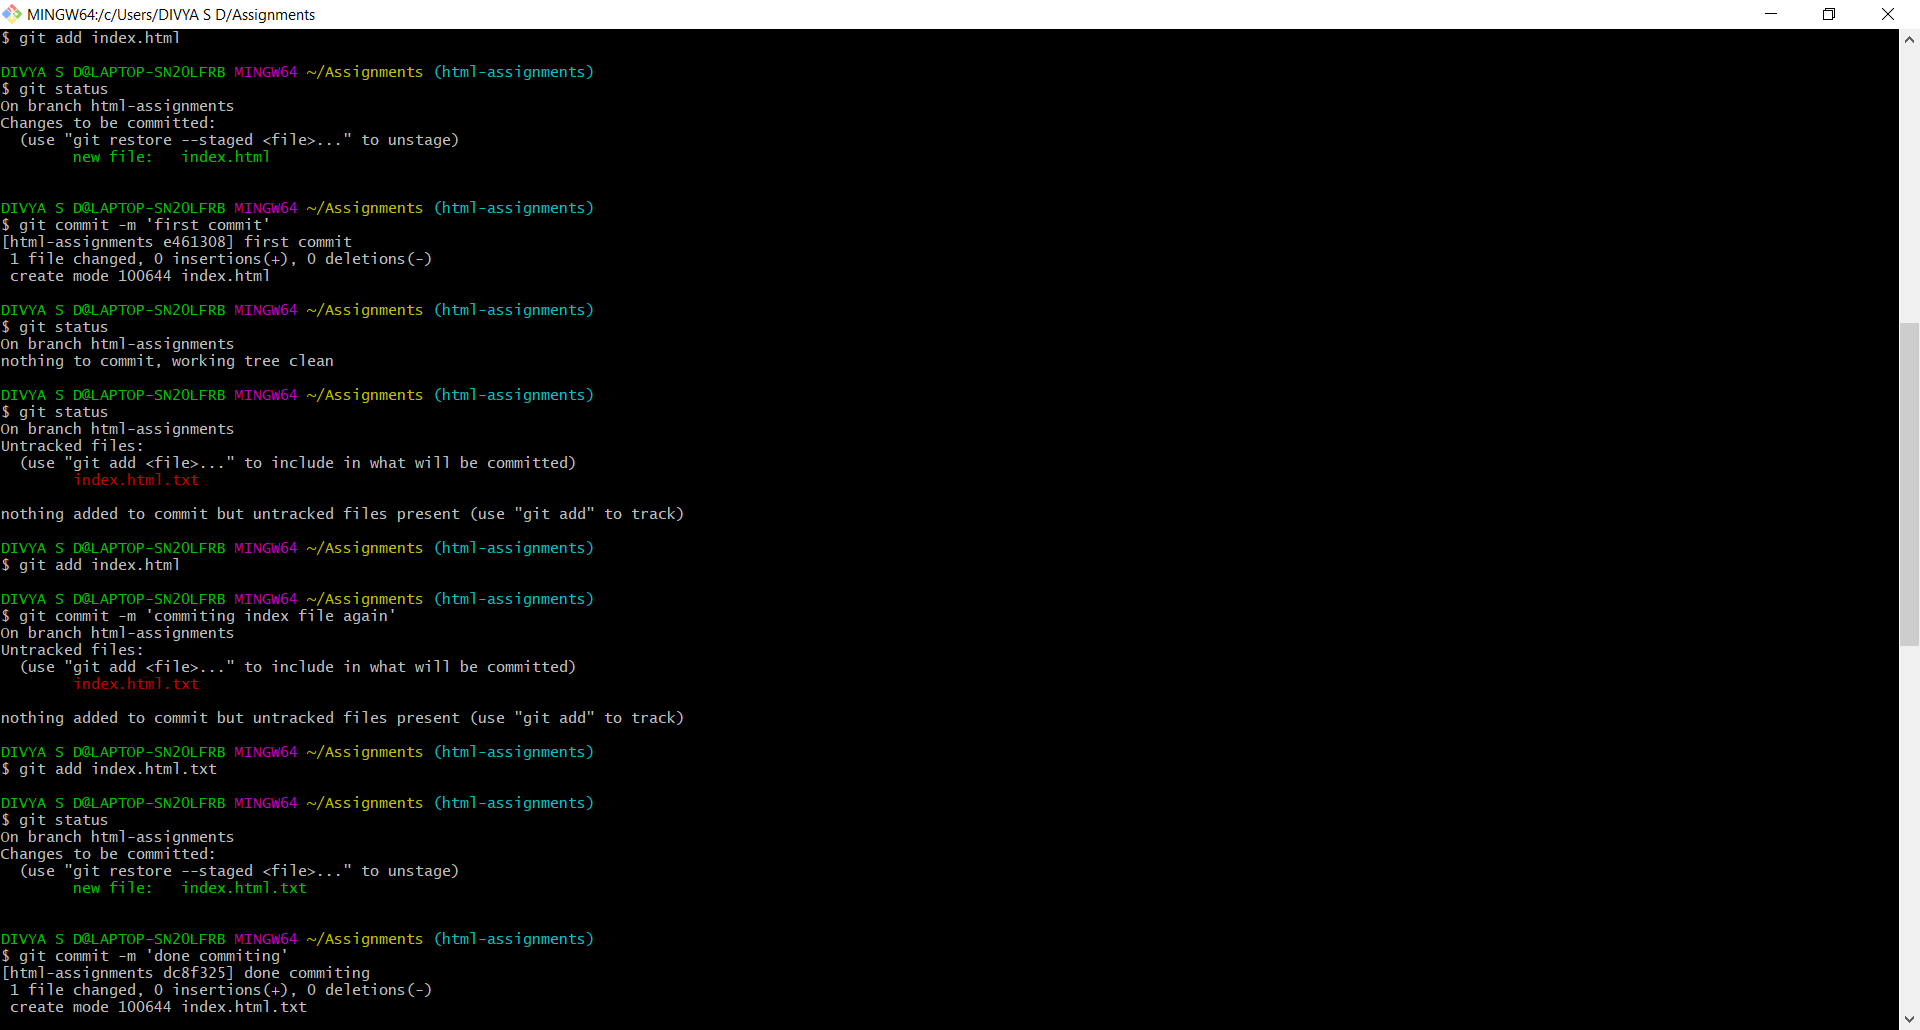 MINGW64:/c/Users/DIVYA S D/Assignments
$ git add index.html
DIVYA S D@LAPTOP-SN2OLFRB MINGW64 ~/Assignments (html-assignments)
$ git status
On branch html-assignments
Changes to be committed:
  (use "git restore --staged <file>..." to unstage)
        new file:   index.html
DIVYA S D@LAPTOP-SN2OLFRB MINGW64 ~/Assignments (html-assignments)
$ git commit -m 'first commit'
[html-assignments e461308] first commit
 1 file changed, 0 insertions(+), 0 deletions(-)
 create mode 100644 index.html
DIVYA S D@LAPTOP-SN2OLFRB MINGW64 ~/Assignments (html-assignments)
$ git status
On branch html-assignments
nothing to commit, working tree clean
DIVYA S D@LAPTOP-SN2OLFRB MINGW64 ~/Assignments (html-assignments)
$ git status
On branch html-assignments
Untracked files:
  (use "git add <file>..." to include in what will be committed)
        index.html.txt
nothing added to commit but untracked files present (use "git add" to track)
DIVYA S D@LAPTOP-SN2OLFRB MINGW64 ~/Assignments (html-assignments)
$ git add index.html
DIVYA S D@LAPTOP-SN2OLFRB MINGW64 ~/Assignments (html-assignments)
$ git commit -m 'commiting index file again'
On branch html-assignments
Untracked files:
  (use "git add <file>..." to include in what will be committed)
        index.html.txt
nothing added to commit but untracked files present (use "git add" to track)
DIVYA S D@LAPTOP-SN2OLFRB MINGW64 ~/Assignments (html-assignments)
$ git add index.html.txt
DIVYA S D@LAPTOP-SN2OLFRB MINGW64 ~/Assignments (html-assignments)
$ git status
On branch html-assignments
Changes to be committed:
  (use "git restore --staged <file>..." to unstage)
        new file:   index.html.txt
DIVYA S D@LAPTOP-SN2OLFRB MINGW64 ~/Assignments (html-assignments)
$ git commit -m 'done commiting'
[html-assignments dc8f325] done commiting
 1 file changed, 0 insertions(+), 0 deletions(-)
 create mode 100644 index.html.txt